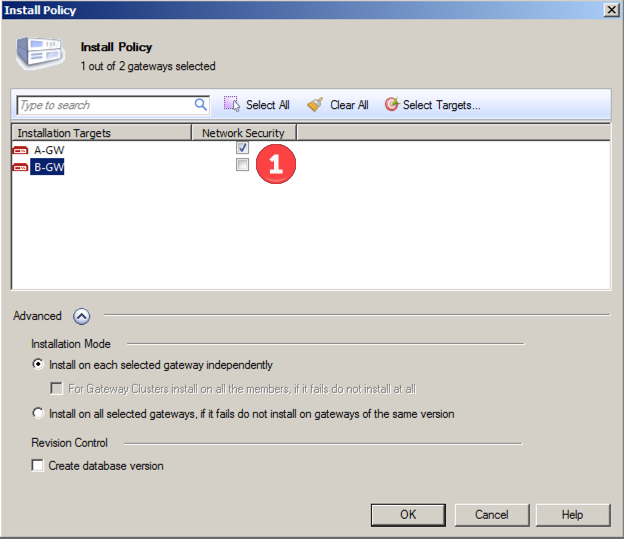 Install Policy
Install Policy
1 out of 2 gateways selected
Type to search Select All Clear All Select Targets...
Installation Targets Network Security
A-GW
B-GW
1
Advanced
Installation Mode
Install on each selected gateway independently
For Gateway Clusters install on all the members, if it fails do not install at all
Install on all selected gateways, if it fails do not install on gateways of the same version
Revision Control
Create database version
OK Cancel Help